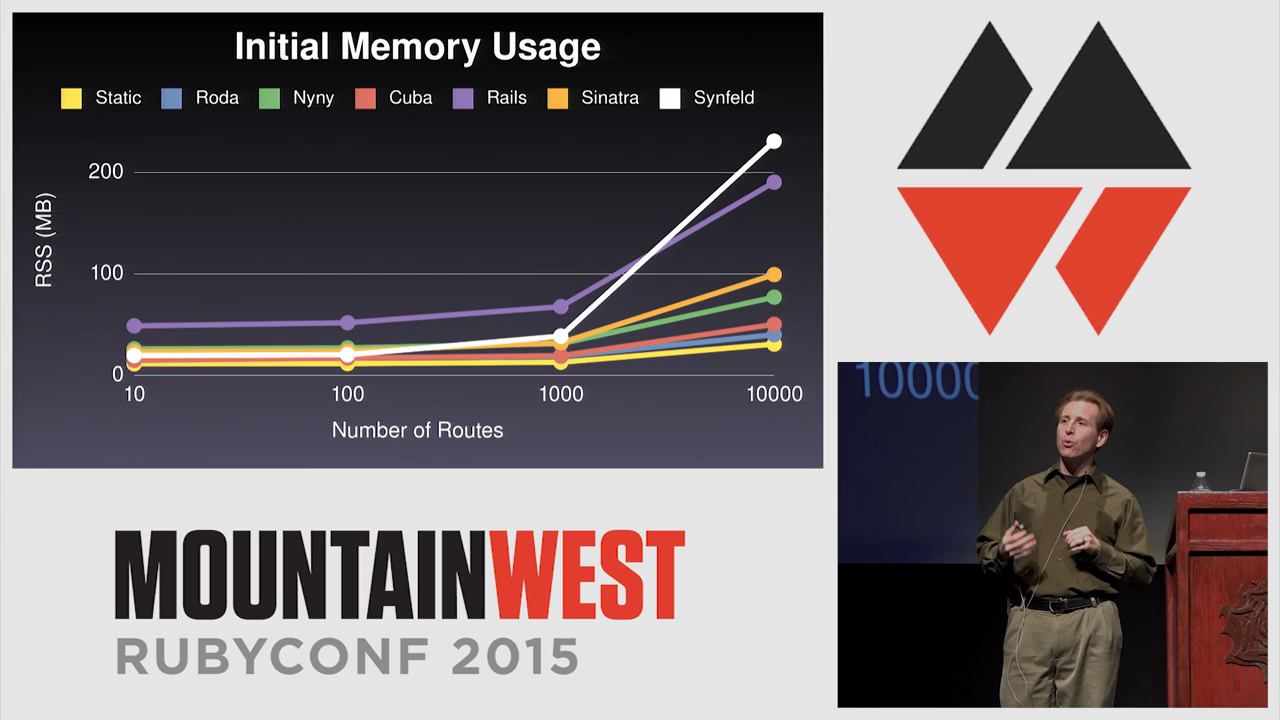 Initial Memory Usage
Static Roda Nyny Cuba Rails Sinatra Synfeld
RSS (MB)
200
100
0
10 100 1000 10000
Number of Routes
MOUNTAINWEST
RUBYCONF 2015
1000